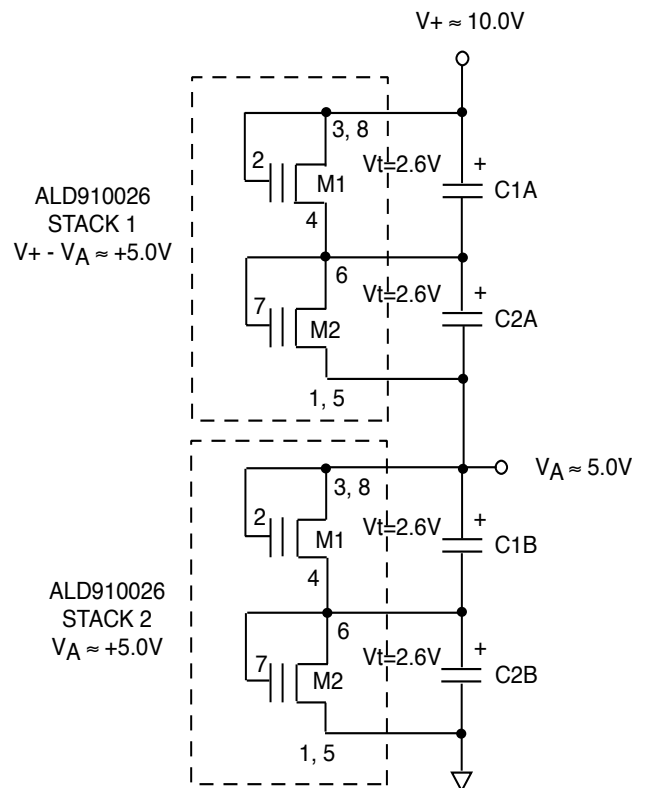 V+ ≈ 10.0V
3, 8
2
M1
Vt=2.6V
+
C1A
4
ALD910026
STACK 1
V+ - VA ≈ +5.0V
6
7
M2
Vt=2.6V
+
C2A
1, 5
VA ≈ 5.0V
3, 8
2
M1
Vt=2.6V
+
C1B
4
ALD910026
STACK 2
VA ≈ +5.0V
6
7
M2
Vt=2.6V
+
C2B
1, 5